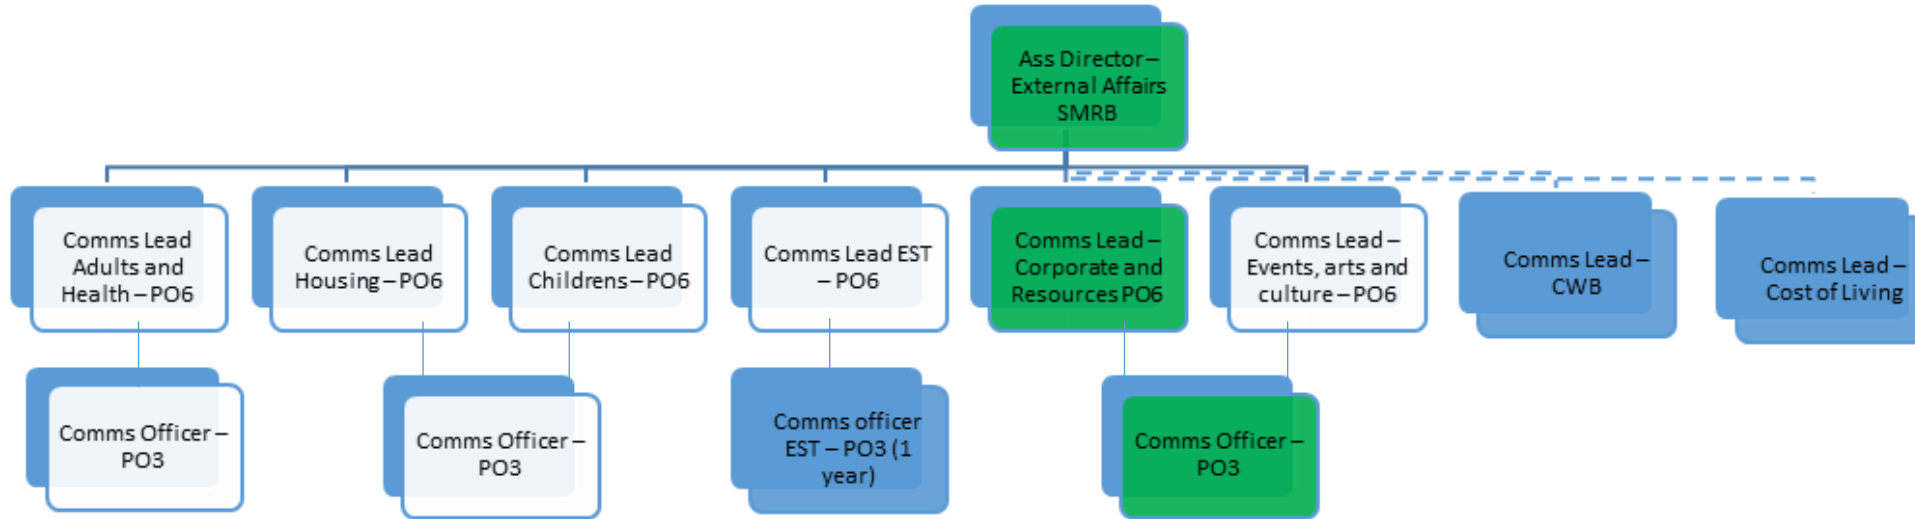 Ass Director –
External Affairs
SMRB
Comms Lead
Adults and
Health – PO6
Comms Lead
Housing – PO6
Comms Lead
Childrens – PO6
Comms Lead EST
– PO6
Comms Lead –
Corporate and
Resources PO6
Comms Lead –
Events, arts and
culture – PO6
Comms Lead –
CWB
Comms Lead –
Cost of Living
Comms Officer –
PO3
Comms Officer –
PO3
Comms officer
EST – PO3 (1
year)
Comms Officer –
PO3